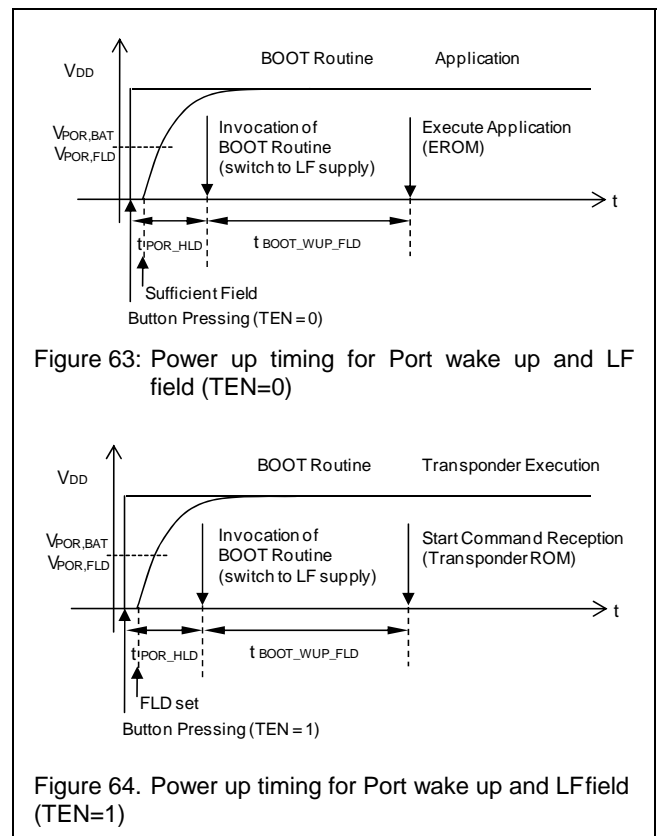 BOOT Routine Application
VDD
VPOR,BAT
VPOR,FLD
Invocation of
BOOT Routine
(switch to LF supply)
Execute Application
(EROM)
t
tPOR_HLD
t BOOT_WUP_FLD
Sufficient Field
Button Pressing (TEN = 0)
Figure 63: Power up timing for Port wake up and LF
field (TEN=0)
BOOT Routine Transponder Execution
VDD
VPOR,BAT
VPOR,FLD
Invocation of
BOOT Routine
(switch to LF supply)
Start Command Reception
(Transponder ROM)
t
tPOR_HLD
t BOOT_WUP_FLD
FLD set
Button Pressing (TEN = 1)
Figure 64. Power up timing for Port wake up and LFfield
(TEN=1)